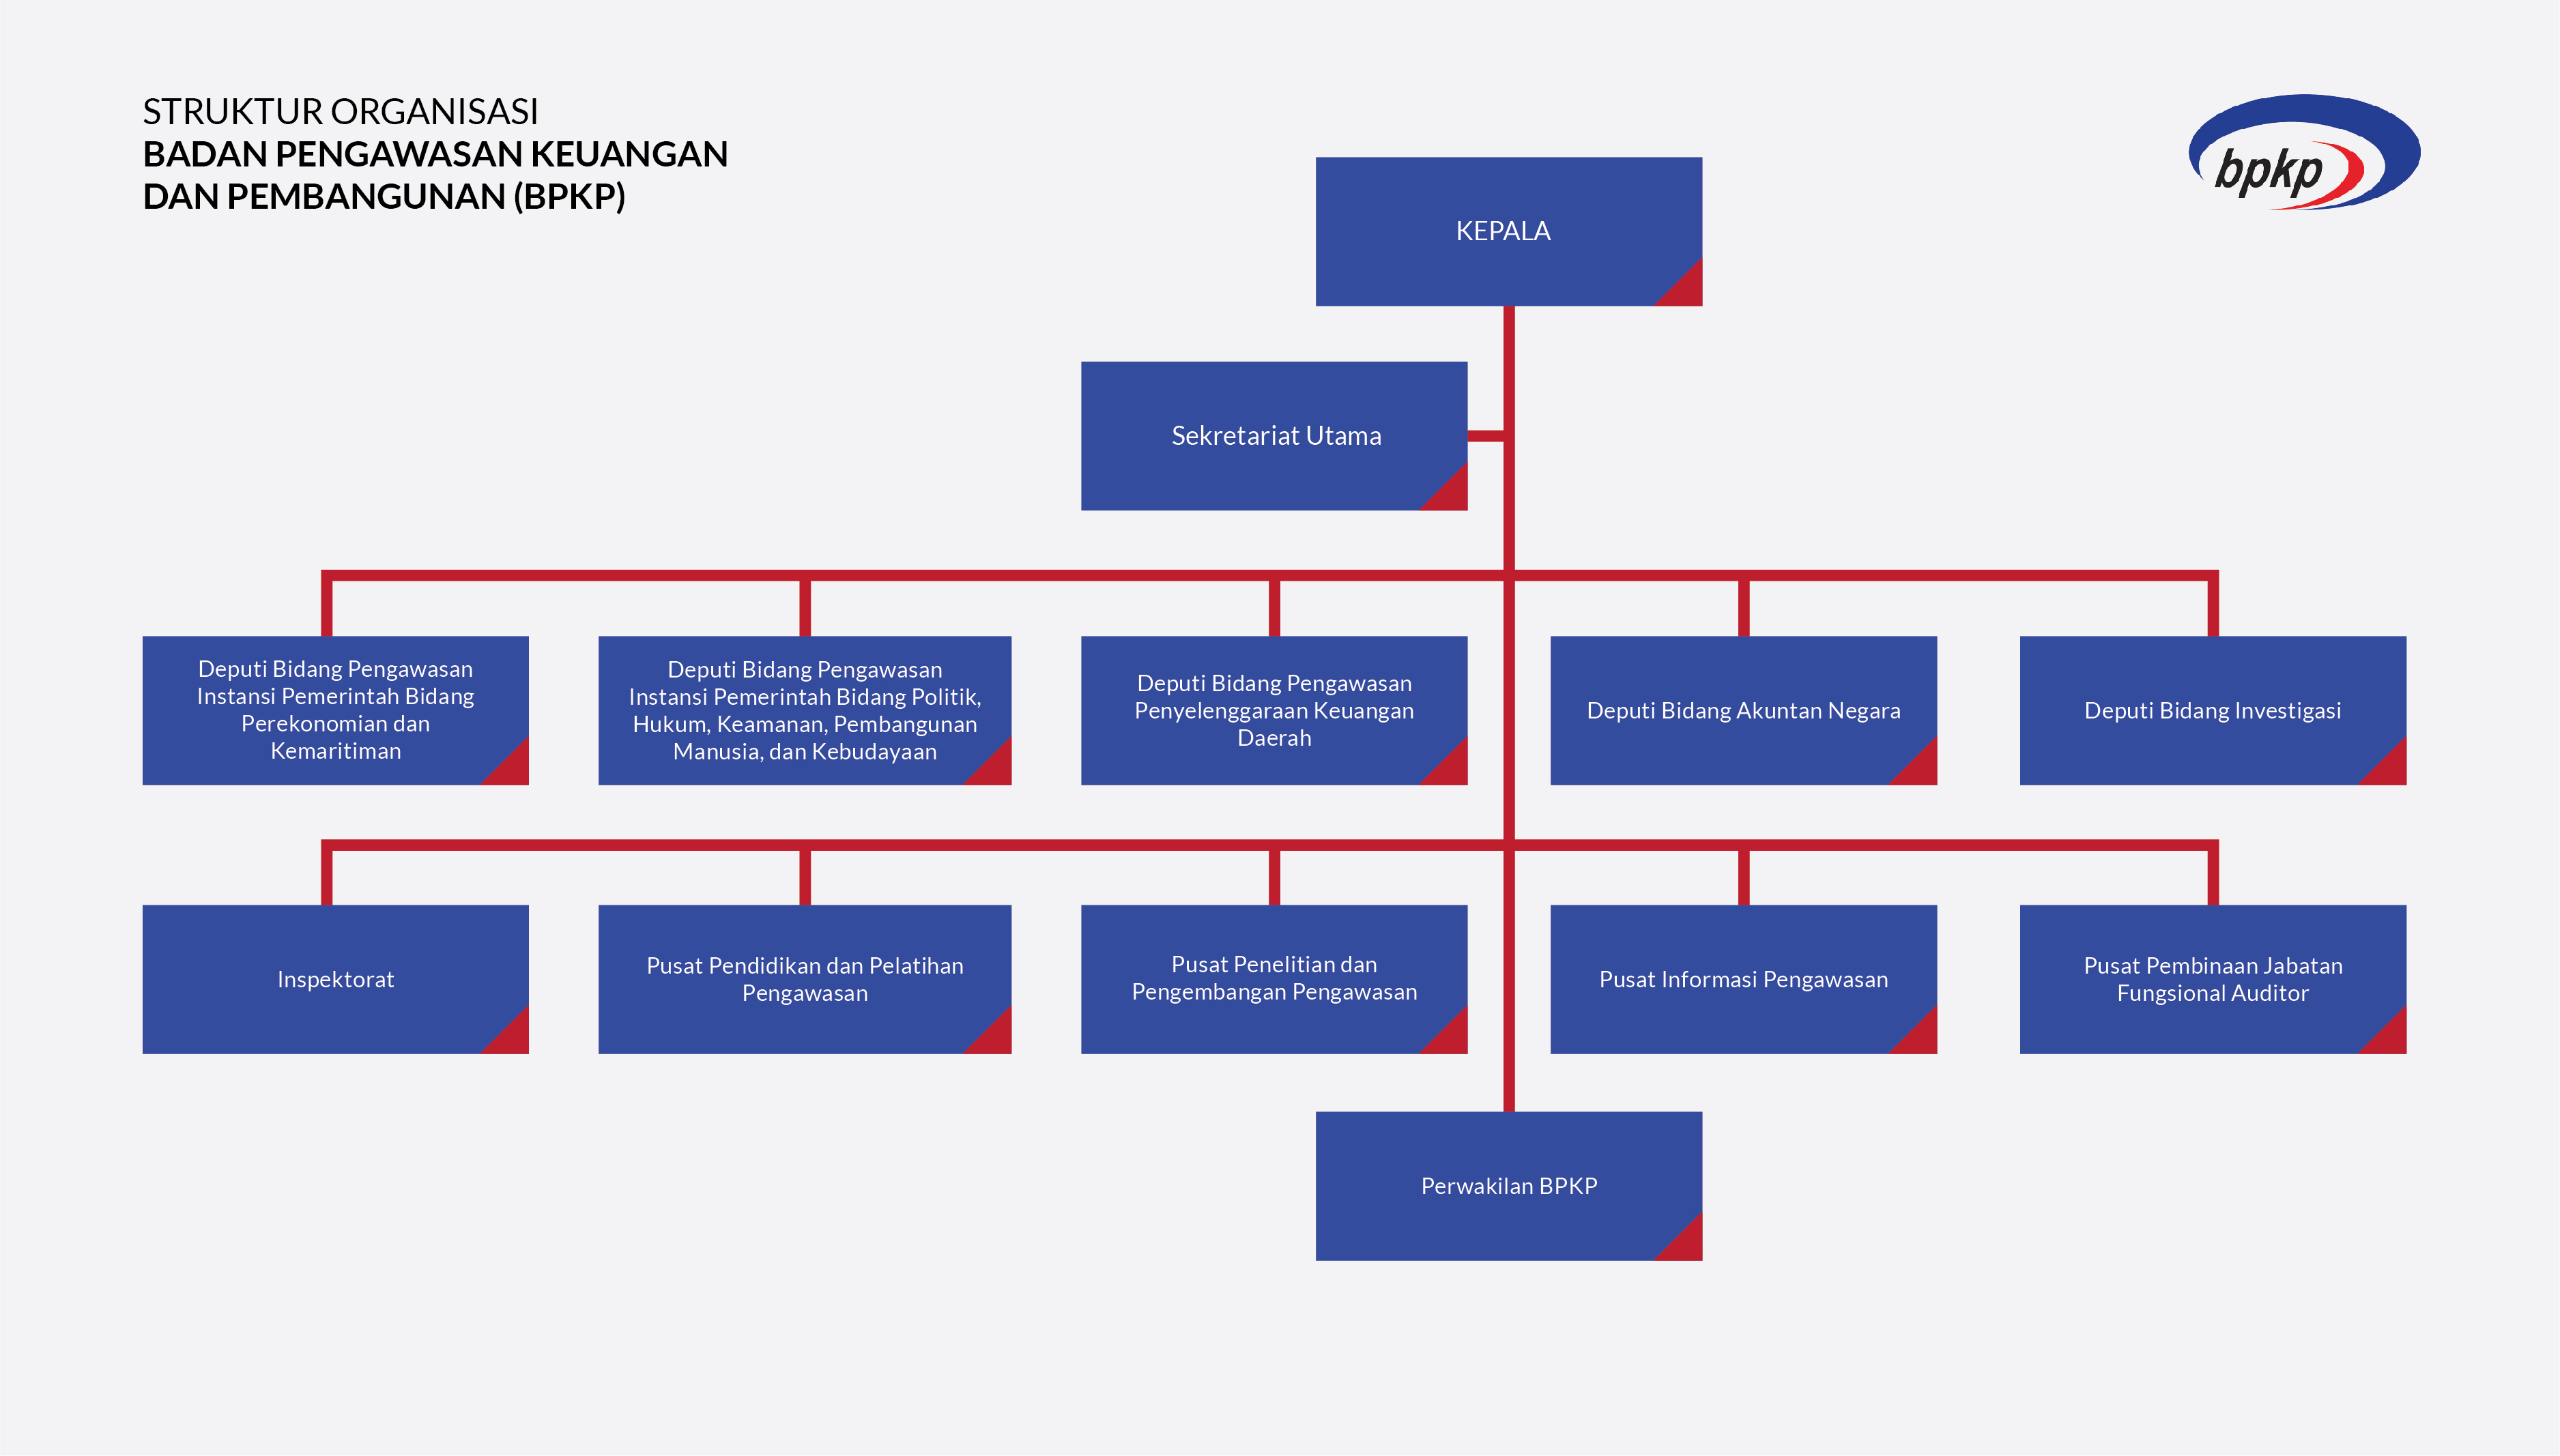 STRUKTUR ORGANISASI
BADAN PENGAWASAN KEUANGAN
DAN PEMBANGUNAN (BPKP)
bpkp
KEPALA
Sekretariat Utama
Deputi Bidang Pengawasan
Instansi Pemerintah Bidang
Perekonomian dan
Kemaritiman
Deputi Bidang Pengawasan
Instansi Pemerintah Bidang Politik,
Hukum, Keamanan, Pembangunan
Manusia, dan Kebudayaan
Deputi Bidang Pengawasan
Penyelenggaraan Keuangan
Daerah
Deputi Bidang Akuntan Negara
Deputi Bidang Investigasi
Inspektorat
Pusat Pendidikan dan Pelatihan
Pengawasan
Pusat Penelitian dan
Pengembangan Pengawasan
Pusat Informasi Pengawasan
Pusat Pembinaan Jabatan
Fungsional Auditor
Perwakilan BPKP